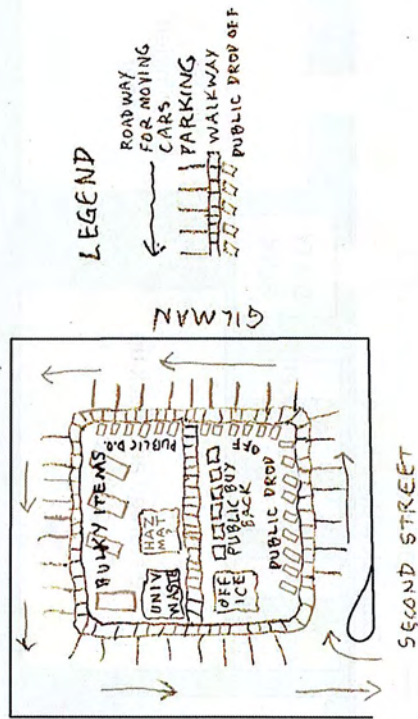 LEGEND
ROADWAY
FOR MOVING
CARS
PARKING
WALKWAY
PUBLIC DROP OFF
GILMAN
BULKY ITEMS
PUBLIC D.O.
HAZ
MAT
UNIV
WASTE
OFF
ICE
PUBLIC BUY
BACK
PUBLIC DROP
OFF
SECOND STREET